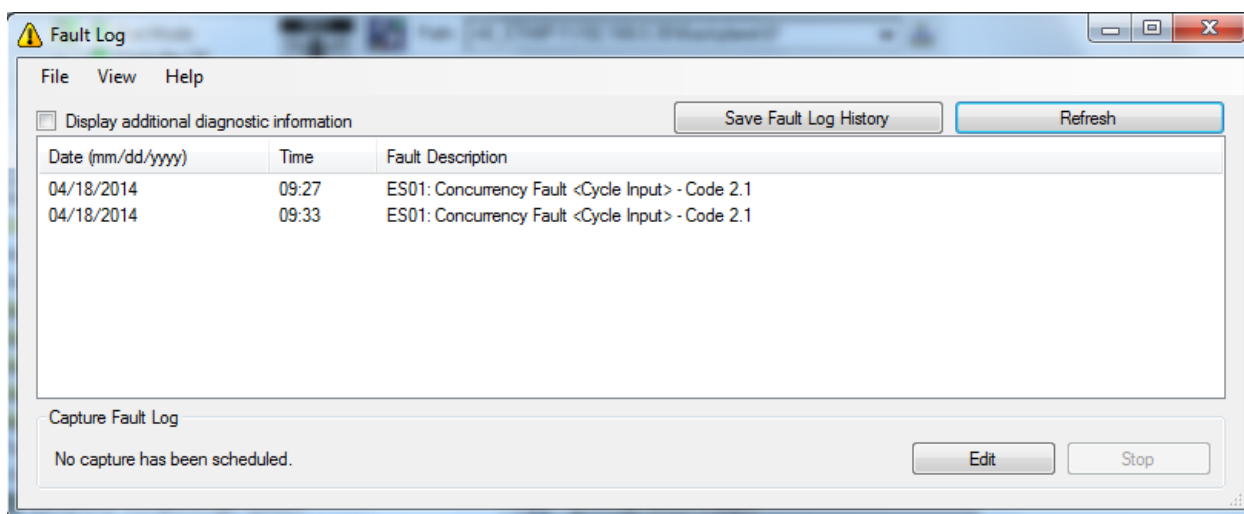 Fault Log
File View Help
Display additional diagnostic information Save Fault Log History Refresh
Date (mm/dd/yyyy) Time Fault Description
04/18/2014 09:27 ES01: Concurrency Fault <Cycle Input> - Code 2.1
04/18/2014 09:33 ES01: Concurrency Fault <Cycle Input> - Code 2.1
Capture Fault Log
No capture has been scheduled. Edit Stop